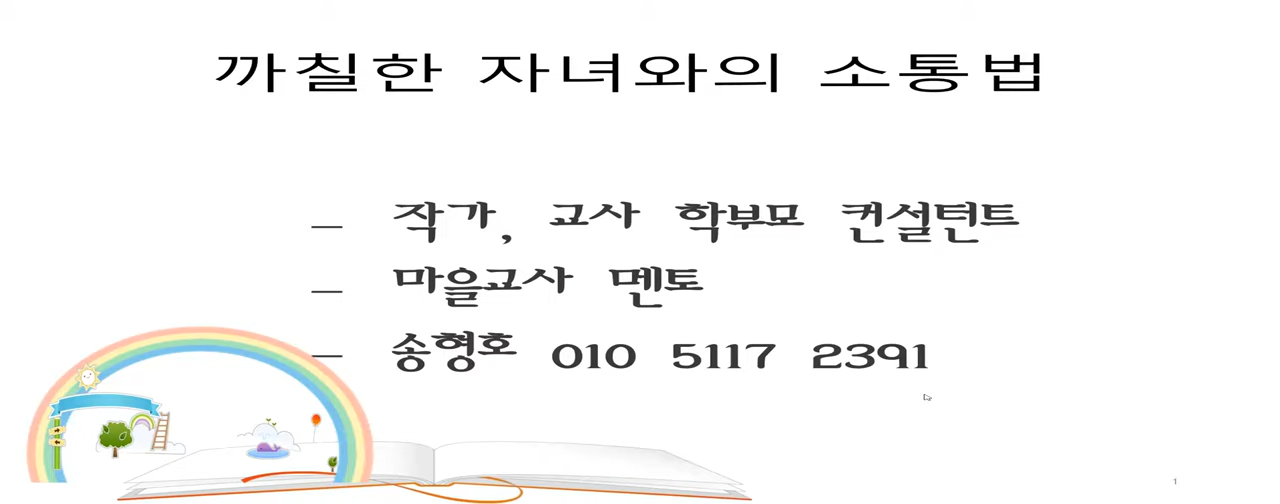 까칠한 자녀와의 소통법
– 작가, 교사 학부모 컨설턴트
– 마을교사 멘토
– 송형호 010 5117 2391
1